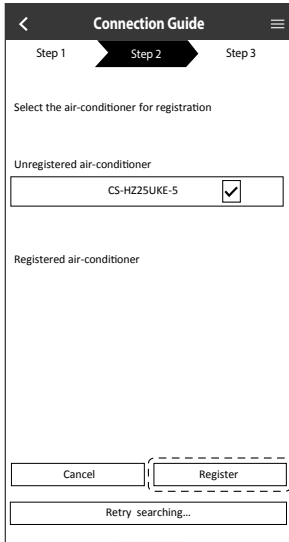 Connection Guide
Step 1 Step 2 Step 3
Select the air-conditioner for registration
Unregistered air-conditioner
CS-HZ25UKE-5
Registered air-conditioner
Cancel Register
Retry searching...